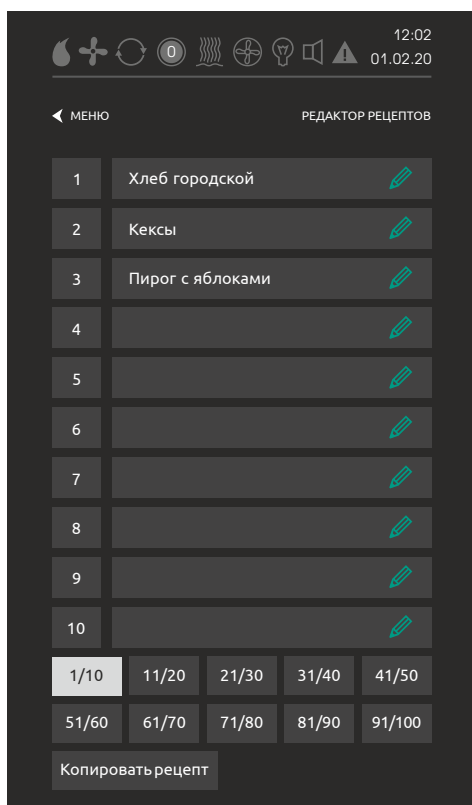 12:02
0
01.02.20
МЕНЮ РЕДАКТОР РЕЦЕПТОВ
1 Хлеб городской
2 Кексы
3 Пирог с яблоками
4
5
6
7
8
9
10
1/10 11/20 21/30 31/40 41/50
51/60 61/70 71/80 81/90 91/100
Копировать рецепт